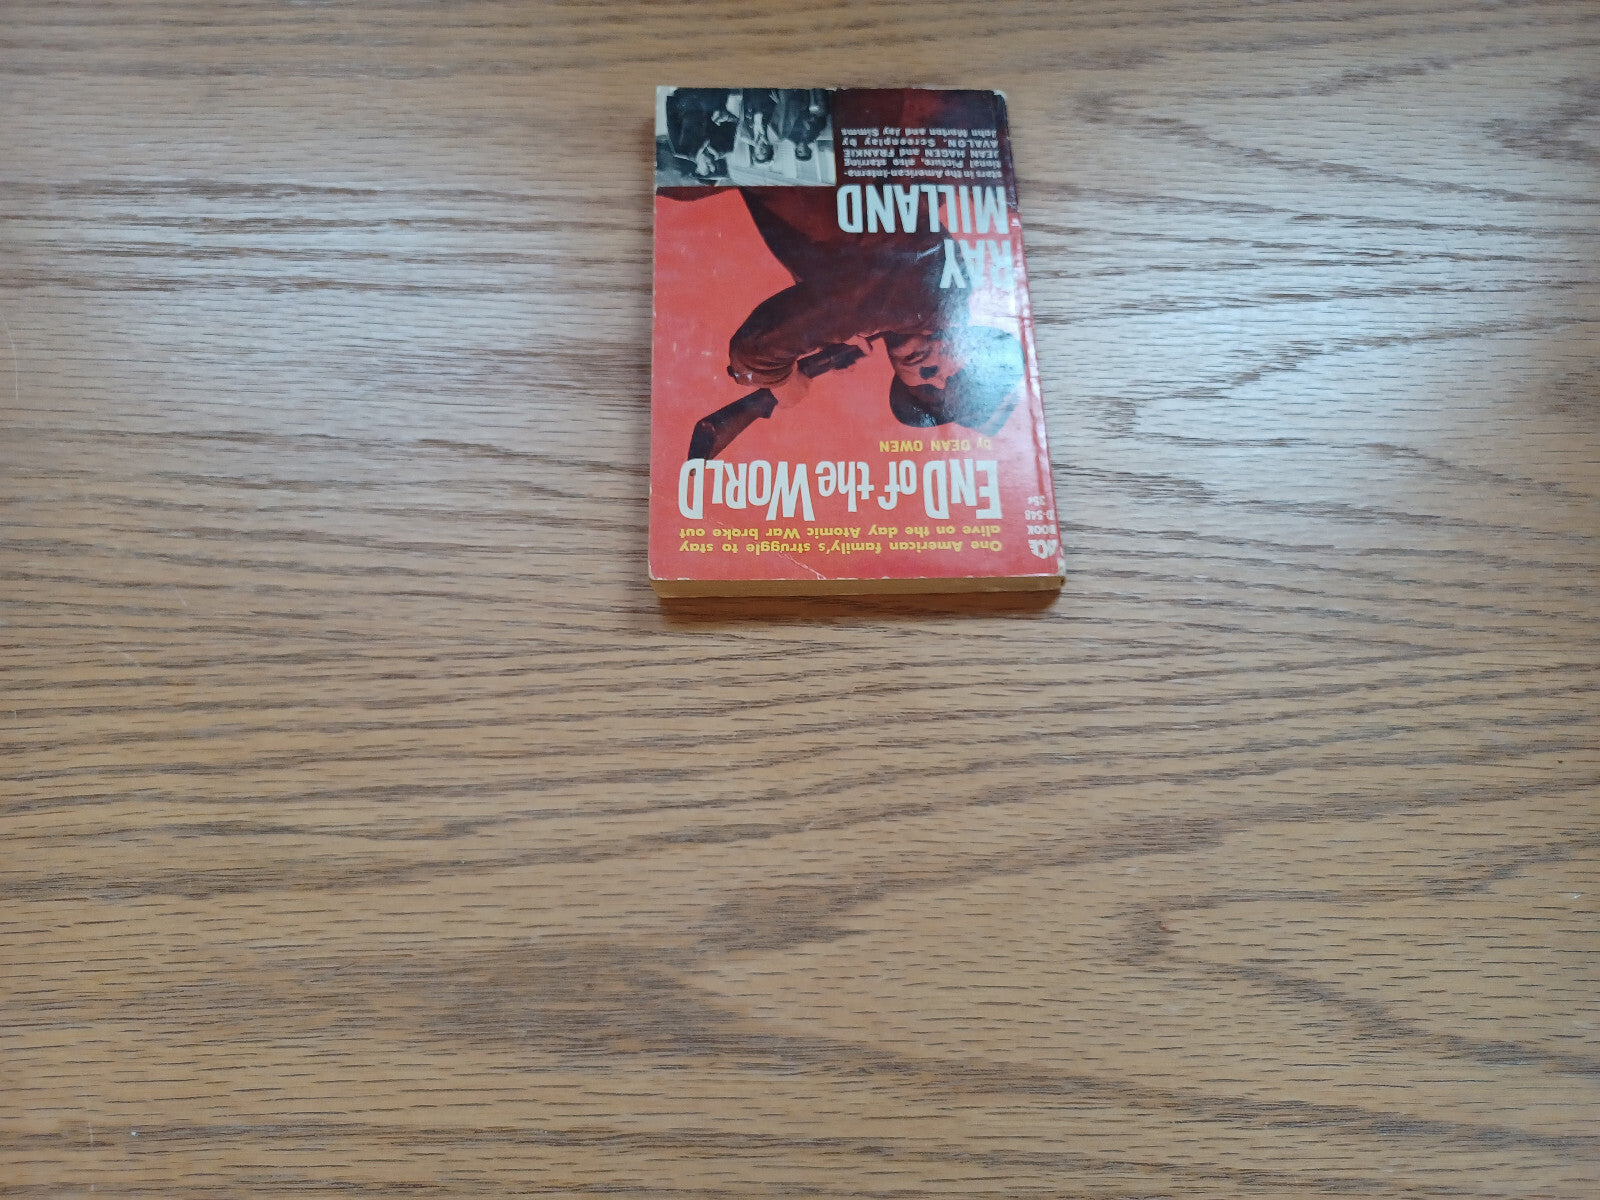 ACE
BOOK
D-548
35¢
One American family's struggle to stay
alive on the day Atomic War broke out
END of the WORLD
by DEAN OWEN
RAY
MILLAND
stars in the American-Interna-
tional Picture, also starring
JEAN HAGEN and FRANKIE
AVALON. Screenplay by
John Morton and Jay Simms